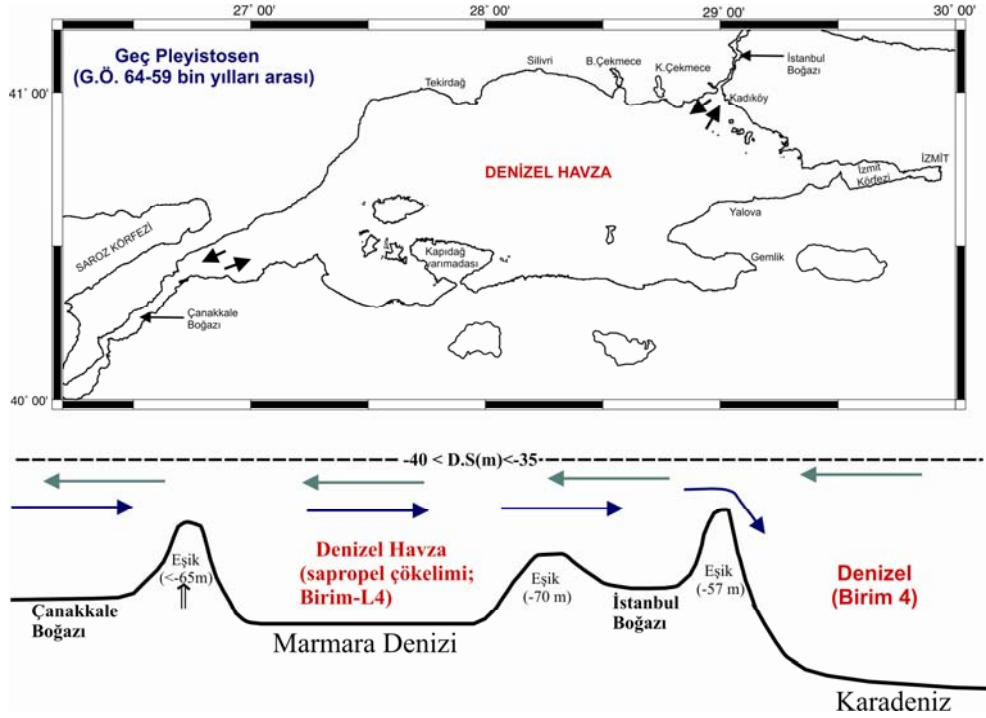 27° 00'
28° 00'
29° 00'
30° 00'
Geç Pleyistosen
(G.Ö. 64-59 bin yılları arası)
41° 00'
40° 00'
Tekirdağ
Silivri
B.Çekmece
K.Çekmece
İstanbul
Boğazı
Kadıköy
DENİZEL HAVZA
İZMİT
İzmit
Körfezi
Yalova
Gemlik
SAROZ KÖRFEZİ
Kapıdağ
yarımadası
Çanakkale
Boğazı
-40 < D.S(m)<-35
Eşik
(<-65m)
Denizel Havza
(sapropel çökelimi;
Birim-L4)
Eşik
(-70 m)
Eşik
(-57 m)
Denizel
(Birim 4)
Çanakkale
Boğazı
Marmara Denizi
İstanbul
Boğazı
Karadeniz